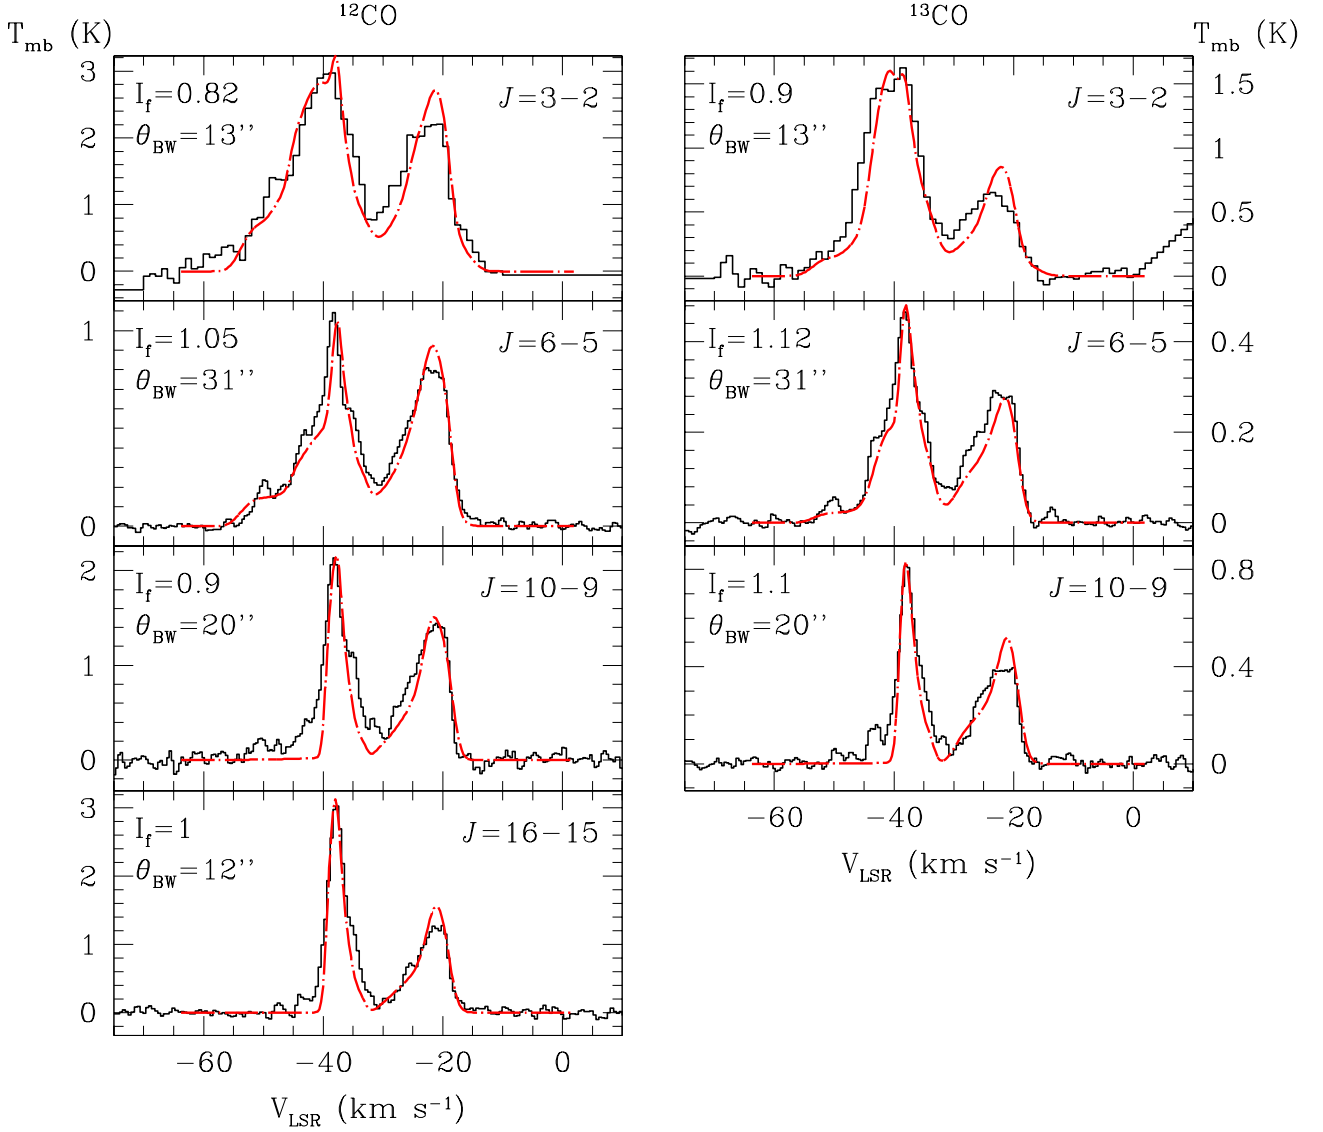 ¹²CO ¹³CO
T_mb (K) T_mb (K)
I_f=0.82 J=3−2 I_f=0.9 J=3−2
θ_BW=13'' θ_BW=13''
3 2 1 0 1.5 1 0.5 0
I_f=1.05 J=6−5 I_f=1.12 J=6−5
θ_BW=31'' θ_BW=31''
1 0 0.4 0.2 0
I_f=0.9 J=10−9 I_f=1.1 J=10−9
θ_BW=20'' θ_BW=20''
2 1 0 0.8 0.4 0
I_f=1 J=16−15
θ_BW=12''
3 2 1 0
−60 −40 −20 0
V_LSR (km s⁻¹)
−60 −40 −20 0
V_LSR (km s⁻¹)